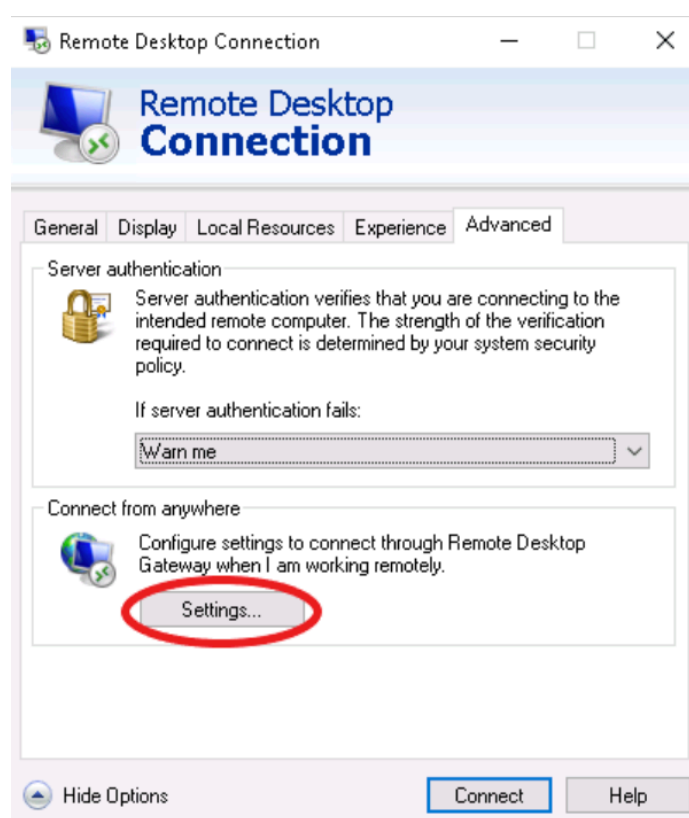 Remote Desktop Connection
Remote Desktop
Connection
General Display Local Resources Experience Advanced
Server authentication
Server authentication verifies that you are connecting to the
intended remote computer. The strength of the verification
required to connect is determined by your system security
policy.
If server authentication fails:
Warn me
Connect from anywhere
Configure settings to connect through Remote Desktop
Gateway when I am working remotely.
Settings...
Hide Options Connect Help